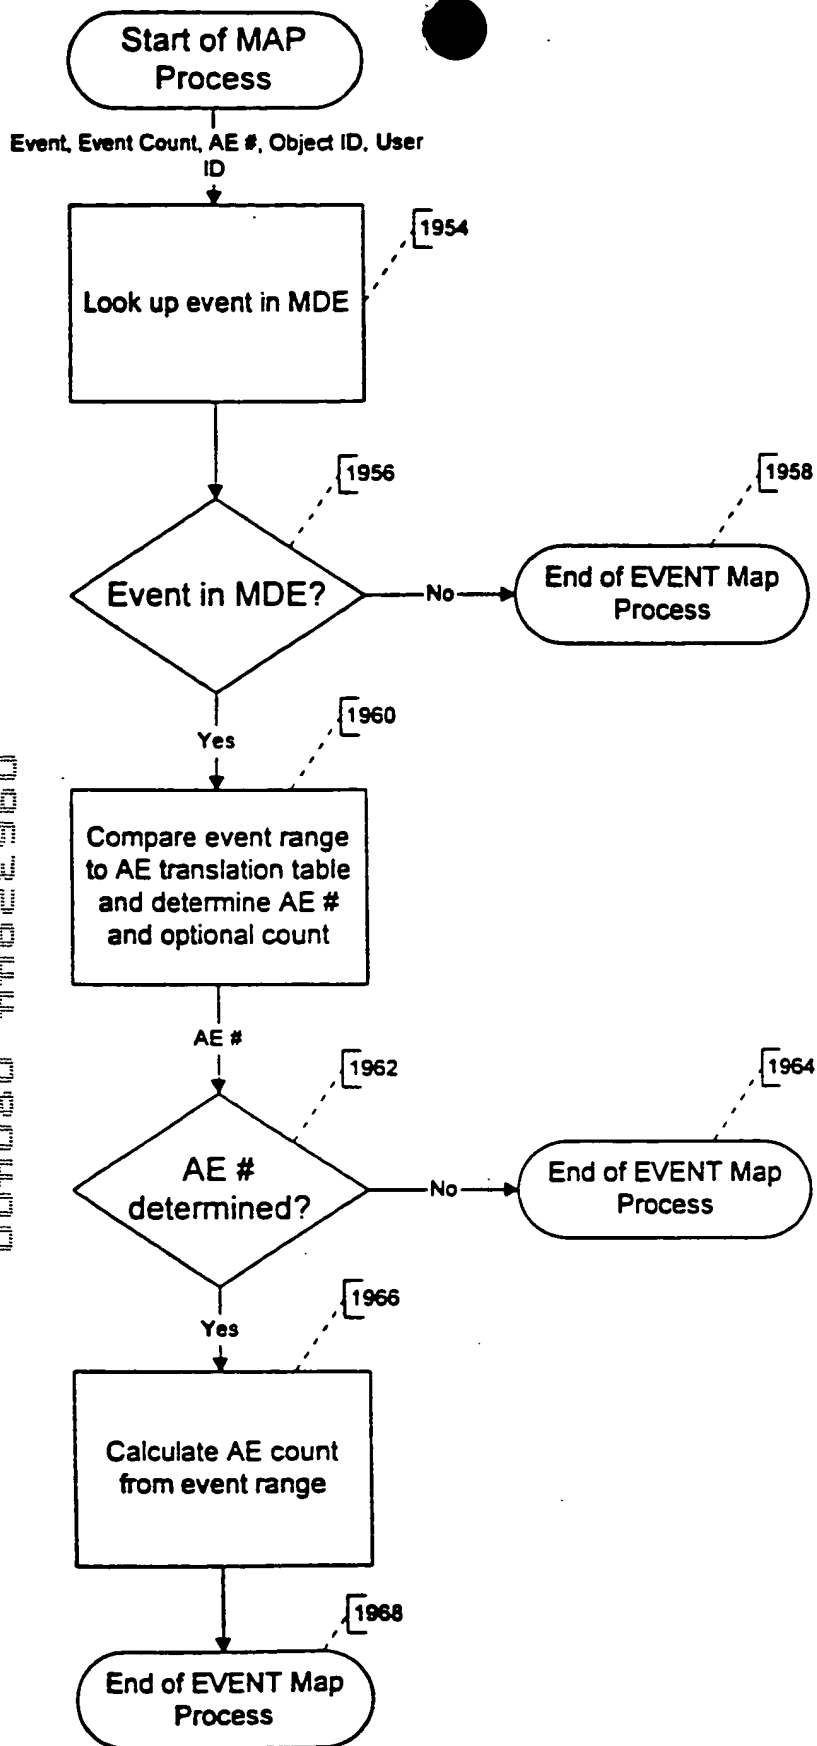 Start of MAP
Process
Event, Event Count, AE #, Object ID, User
ID
1954
Look up event in MDE
1956
1958
Event in MDE?
No
End of EVENT Map
Process
Yes
1960
Compare event range
to AE translation table
and determine AE #
and optional count
AE #
1962
1964
AE #
determined?
No
End of EVENT Map
Process
Yes
1966
Calculate AE count
from event range
1968
End of EVENT Map
Process